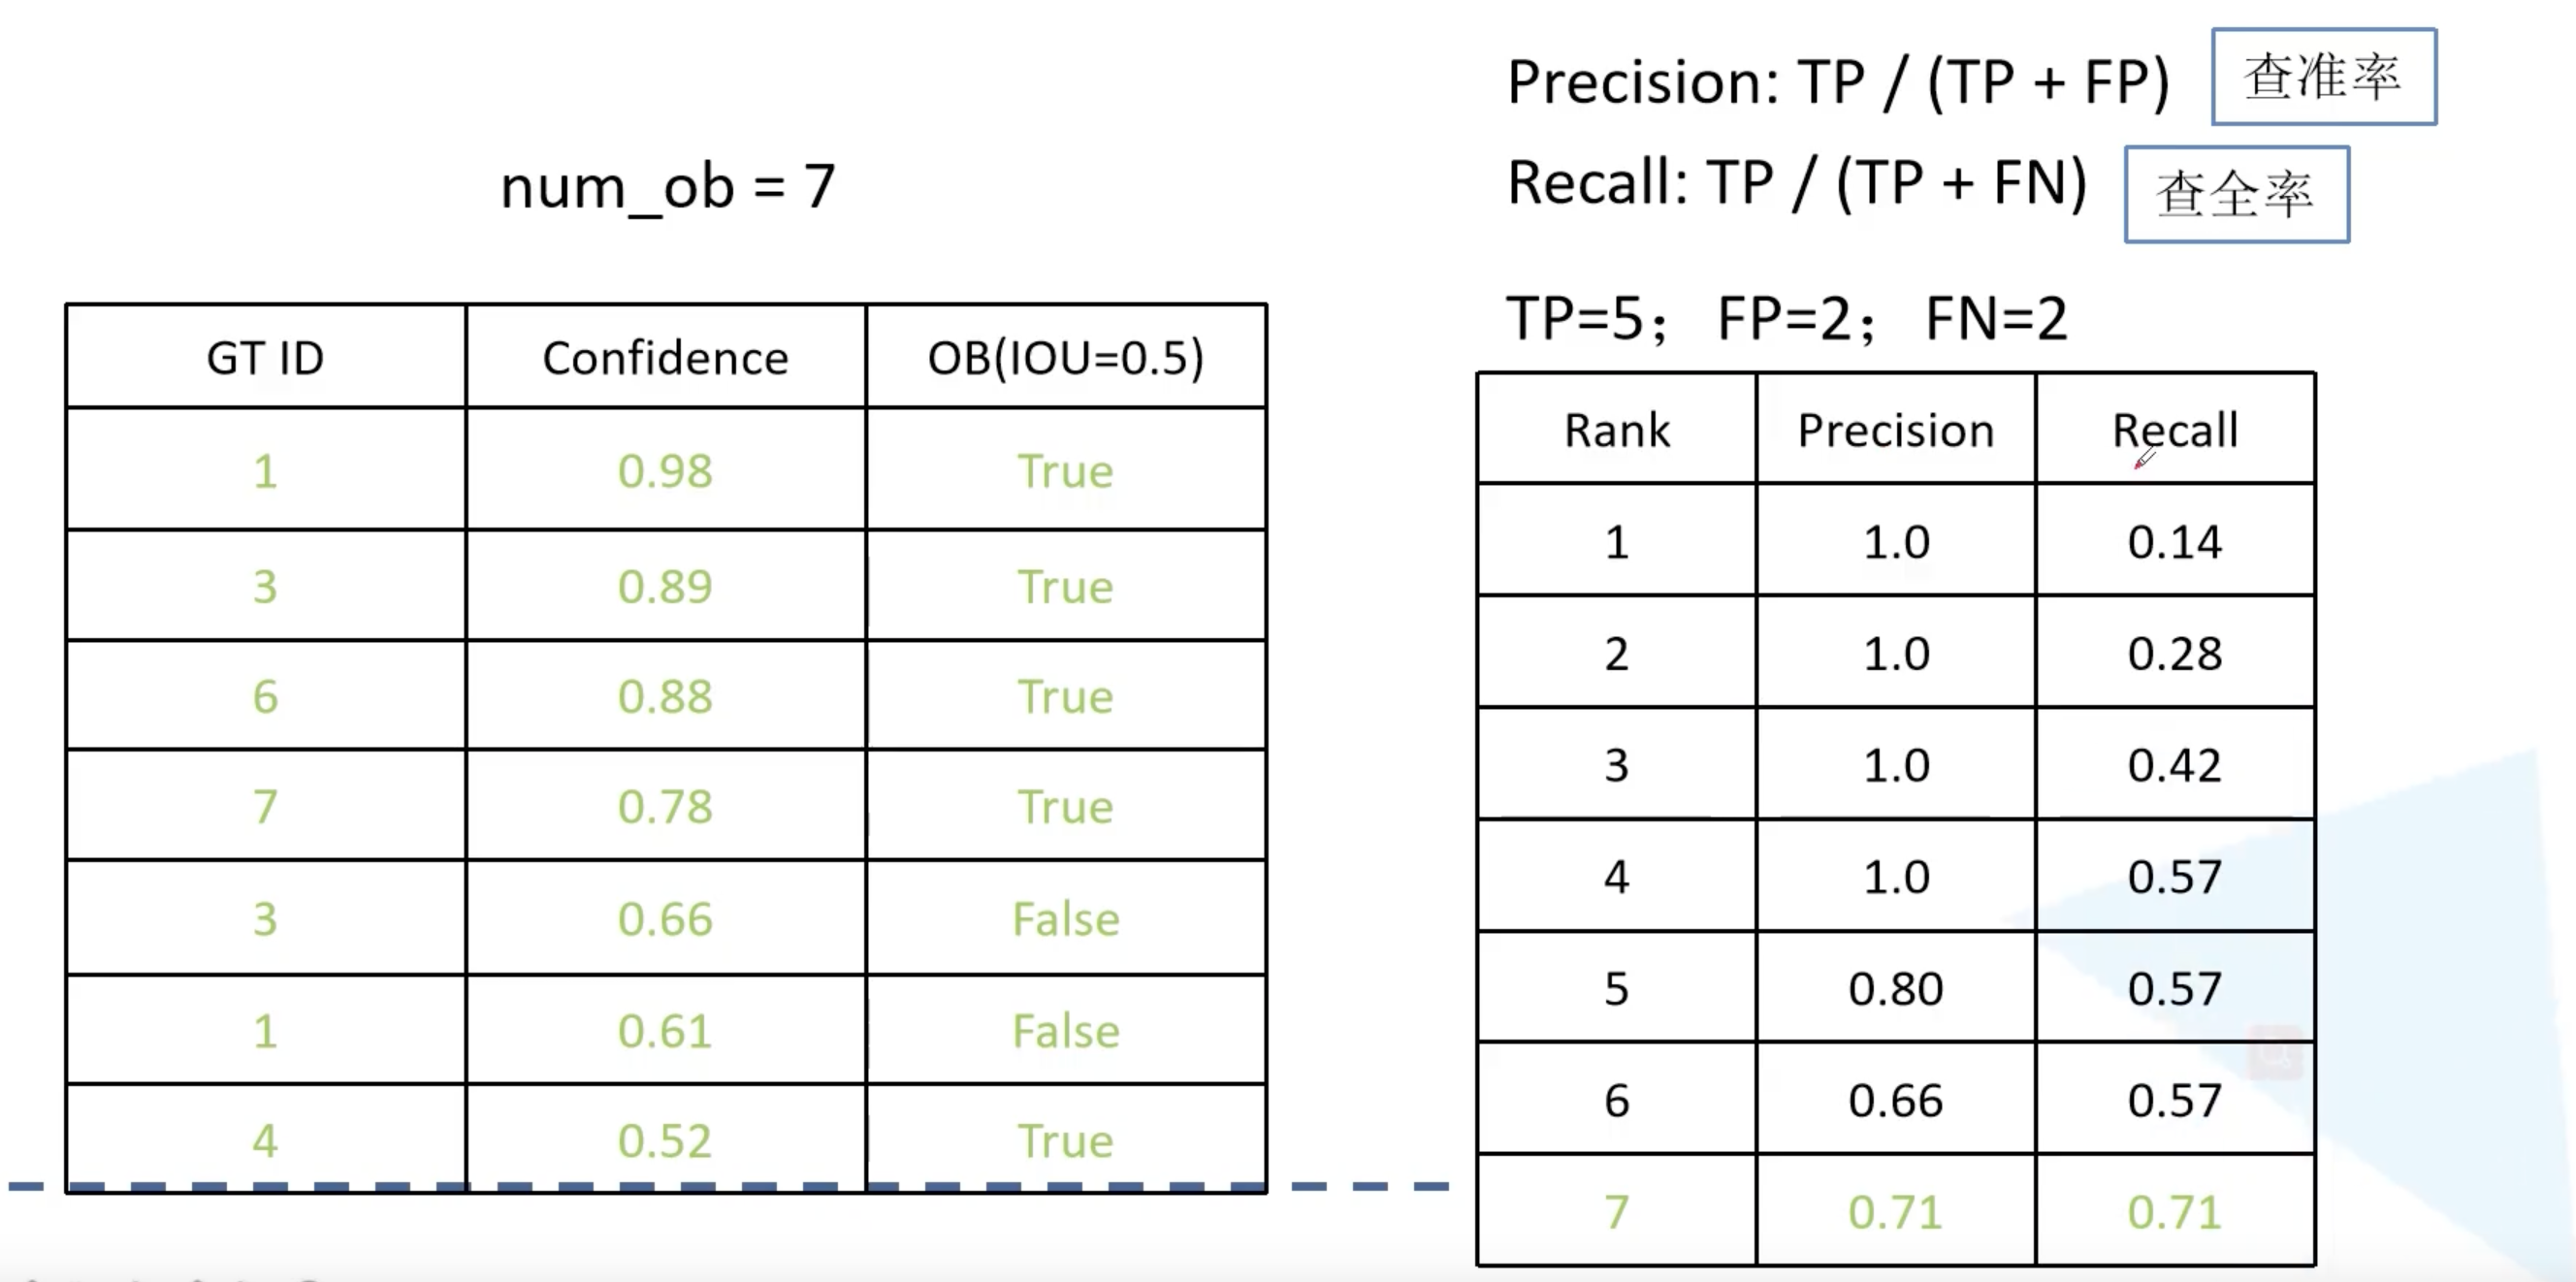 Precision: TP / (TP + FP) 查准率
Recall: TP / (TP + FN) 查全率
num_ob = 7
TP=5； FP=2； FN=2
GT ID Confidence OB(IOU=0.5)
1 0.98 True
3 0.89 True
6 0.88 True
7 0.78 True
3 0.66 False
1 0.61 False
4 0.52 True
Rank Precision Recall
1 1.0 0.14
2 1.0 0.28
3 1.0 0.42
4 1.0 0.57
5 0.80 0.57
6 0.66 0.57
7 0.71 0.71